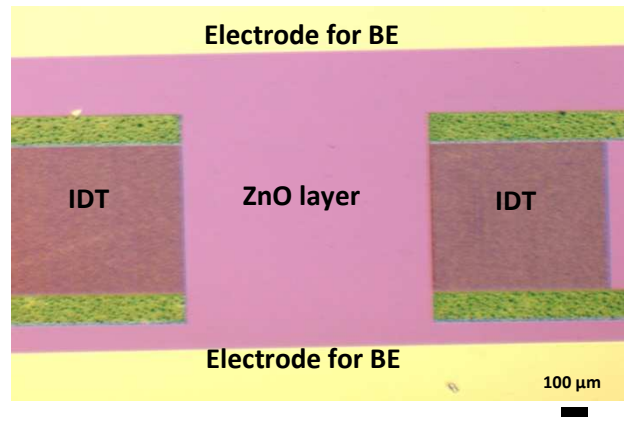 Electrode for BE
IDT
ZnO layer
IDT
Electrode for BE
100 µm